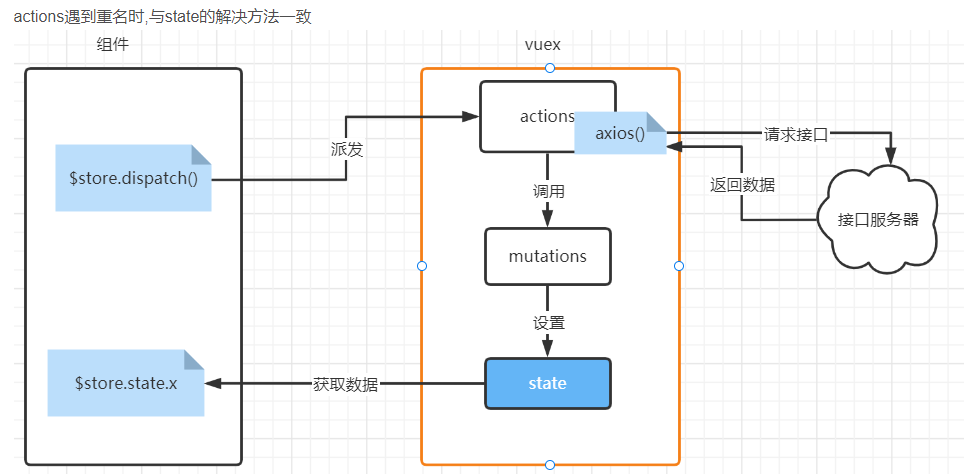 actions遇到重名时,与state的解决方法一致
组件
vuex
actions
axios()
请求接口
派发
$store.dispatch()
调用
返回数据
接口服务器
mutations
设置
$store.state.x
获取数据
state